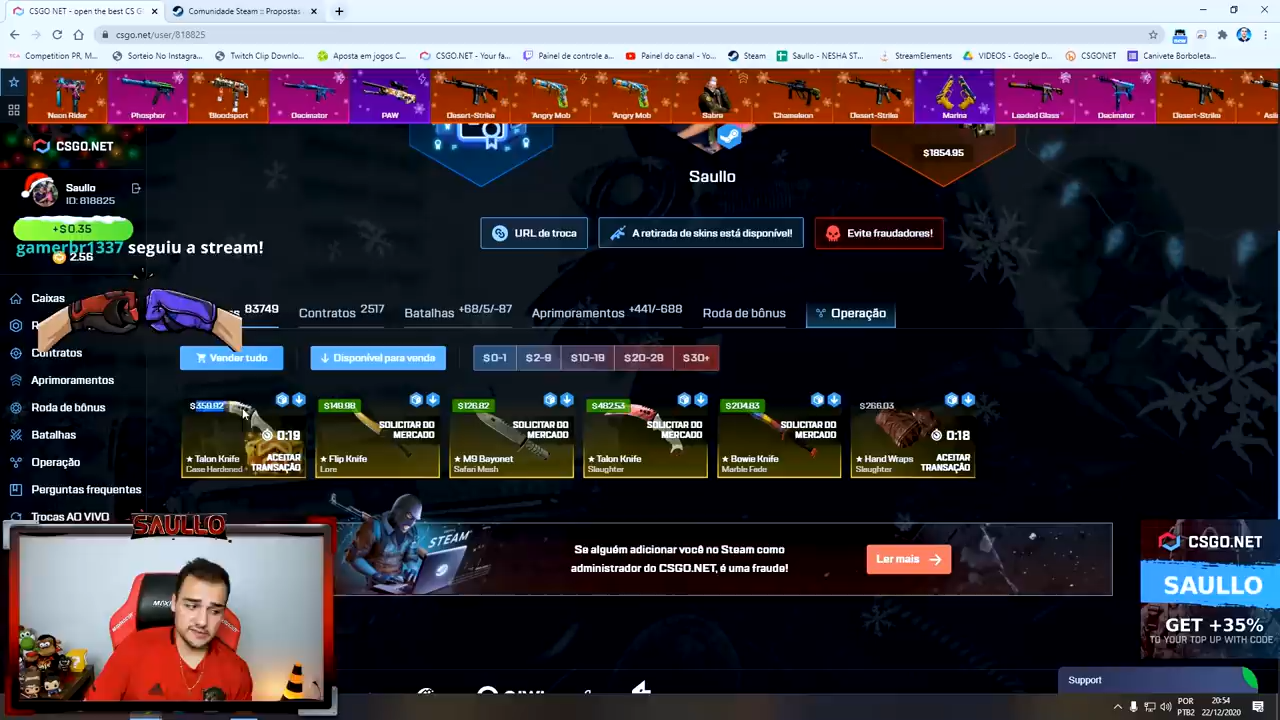 CSGO.NET - open the best CS G
Comunidade Steam :: Propostas
csgo.net/user/818825
Competition PR, M...
Sorteio No Instagra...
Twitch Clip Downlo...
Aposta em jogos C...
CSGO.NET - Your fa...
Painel de controle a...
Painel do canal - You...
Steam
Saullo - NESHA ST...
StreamElements
VIDEOS - Google D...
CSGONET
Canivete Borboleta...
Neon Rider
Phosphor
Bloodsport
Decimator
PAW
Desert-Strike
Angry Mob
Angry Mob
Sabre
Chameleon
Desert-Strike
Marina
Leaded Glass
Decimator
Desert-Strike
CSGO.NET
$1854.95
Saullo
Saullo
ID: 818825
+$0.35
URL de troca
A retirada de skins está disponível!
Evite fraudadores!
gamerbr1337 seguiu a stream!
2.56
Caixas
83749
Contratos 2517
Batalhas +68/5/-87
Aprimoramentos +441/-688
Roda de bônus
Operação
Contratos
Aprimoramentos
Roda de bônus
Batalhas
Operação
Perguntas frequentes
Trocas AO VIVO
Vender tudo
Disponível para venda
$0-1
$2-9
$10-19
$20-29
$30+
$359.82
0:19
ACEITAR TRANSAÇÃO
★ Talon Knife
Case Hardened
$149.98
SOLICITAR DO MERCADO
★ Flip Knife
Lore
$126.82
SOLICITAR DO MERCADO
★ M9 Bayonet
Safari Mesh
$482.53
SOLICITAR DO MERCADO
★ Talon Knife
Slaughter
$204.83
SOLICITAR DO MERCADO
★ Bowie Knife
Marble Fade
$266.03
0:18
ACEITAR TRANSAÇÃO
★ Hand Wraps
Slaughter
SAULLO
STEAM
Se alguém adicionar você no Steam como
administrador do CSGO.NET, é uma fraude!
Ler mais
CSGO.NET
SAULLO
GET +35%
TO YOUR TOP UP WITH CODE
Support
POR
PTB2
20:54
22/12/2020